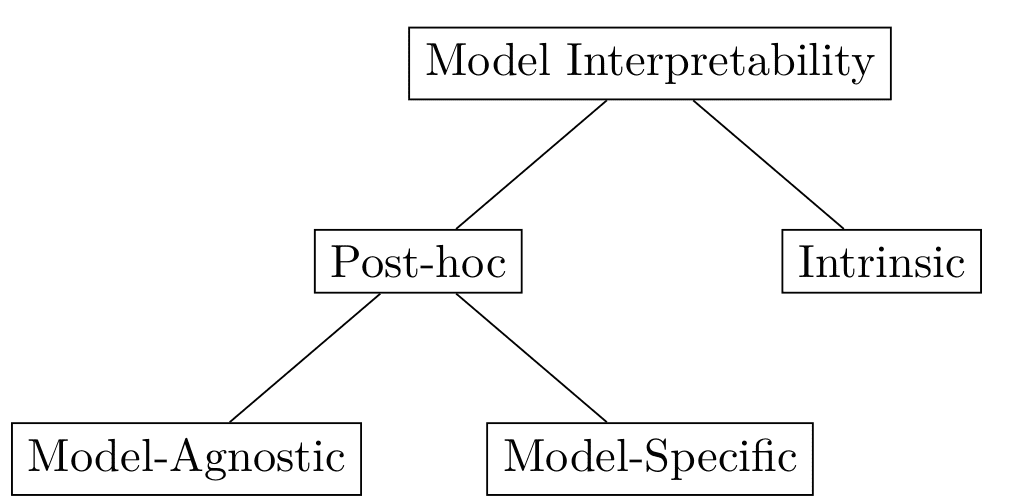 Model Interpretability
Post-hoc
Intrinsic
Model-Agnostic
Model-Specific